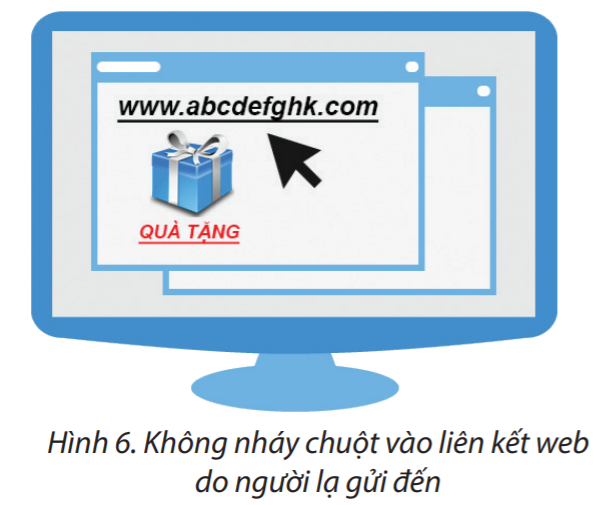 www.abcdefghk.com
QUÀ TẶNG
Hình 6. Không nháy chuột vào liên kết web
do người lạ gửi đến